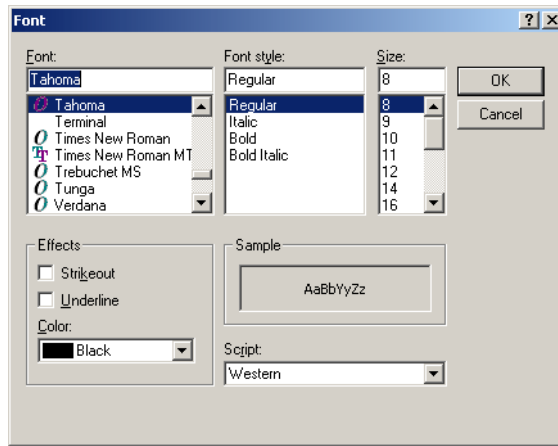 Font
Font:
Tahoma
Tahoma
Terminal
Times New Roman
Times New Roman MT
Trebuchet MS
Tunga
Verdana
Font style:
Regular
Regular
Italic
Bold
Bold Italic
Size:
8
8
9
10
11
12
14
16
OK
Cancel
Effects
Strikeout
Underline
Color:
Black
Sample
AaBbYyZz
Script:
Western